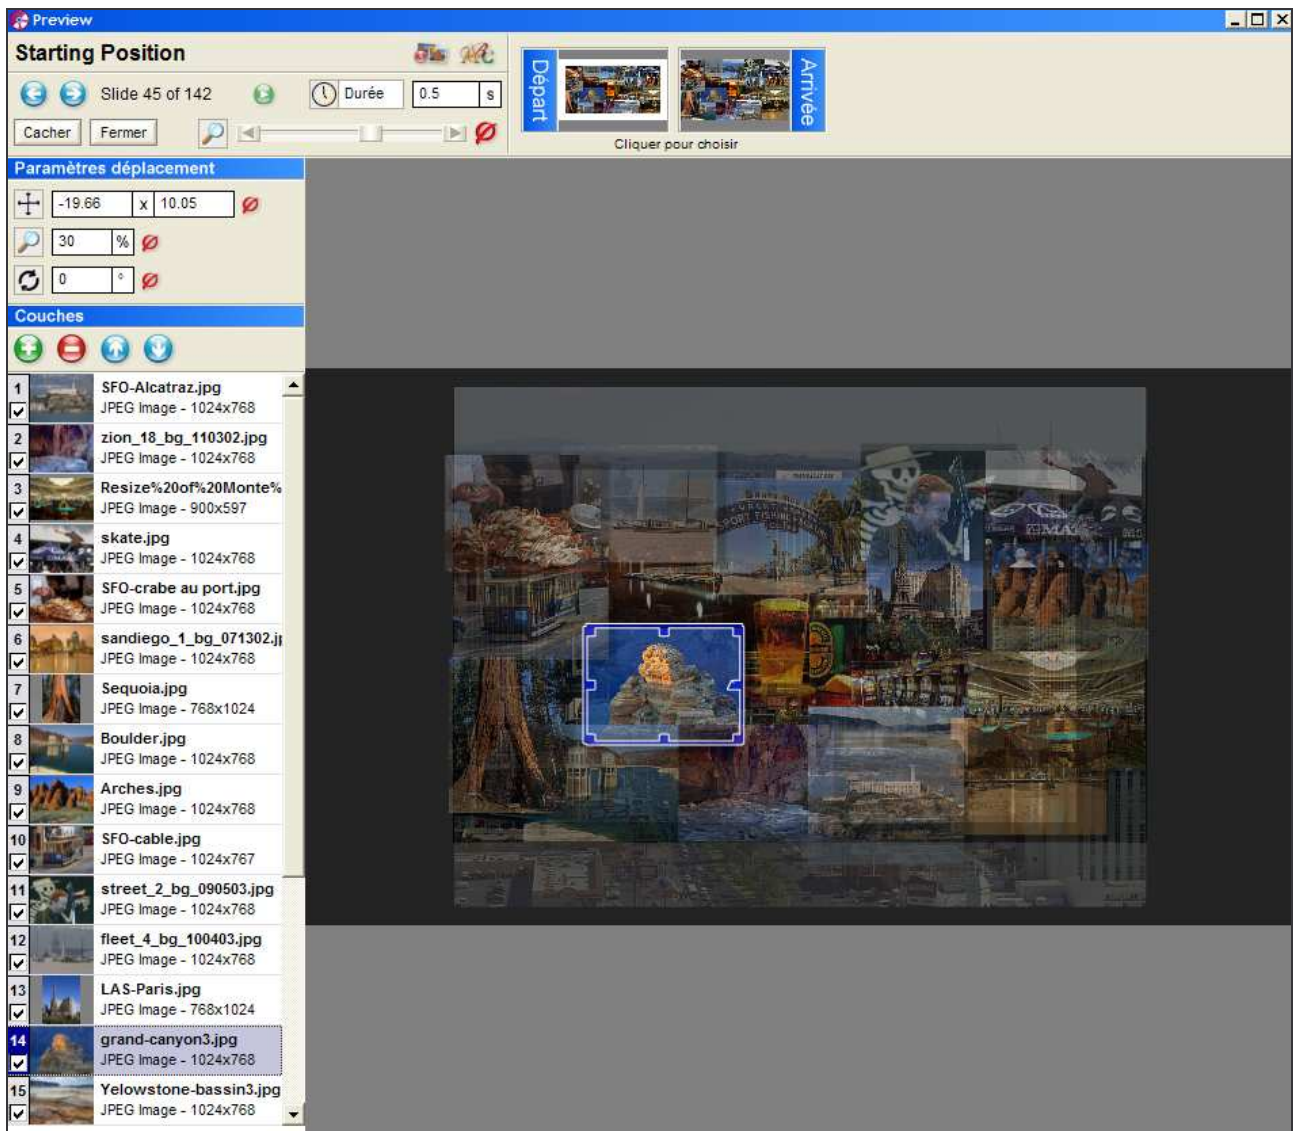 Preview
Starting Position
Slide 45 of 142
Durée
0.5
s
Cacher
Fermer
Départ
Arrivée
Cliquer pour choisir
Paramètres déplacement
-19.66
x
10.05
30
%
0
°
Couches
1
SFO-Alcatraz.jpg
JPEG Image - 1024x768
2
zion_18_bg_110302.jpg
JPEG Image - 1024x768
3
Resize%20of%20Monte%
JPEG Image - 900x597
4
skate.jpg
JPEG Image - 1024x768
5
SFO-crabe au port.jpg
JPEG Image - 1024x768
6
sandiego_1_bg_071302.j
JPEG Image - 1024x768
7
Sequoia.jpg
JPEG Image - 768x1024
8
Boulder.jpg
JPEG Image - 1024x768
9
Arches.jpg
JPEG Image - 1024x768
10
SFO-cable.jpg
JPEG Image - 1024x767
11
street_2_bg_090503.jpg
JPEG Image - 1024x768
12
fleet_4_bg_100403.jpg
JPEG Image - 1024x768
13
LAS-Paris.jpg
JPEG Image - 768x1024
14
grand-canyon3.jpg
JPEG Image - 1024x768
15
Yelowstone-bassin3.jpg
JPEG Image - 1024x768
PORT FISHING